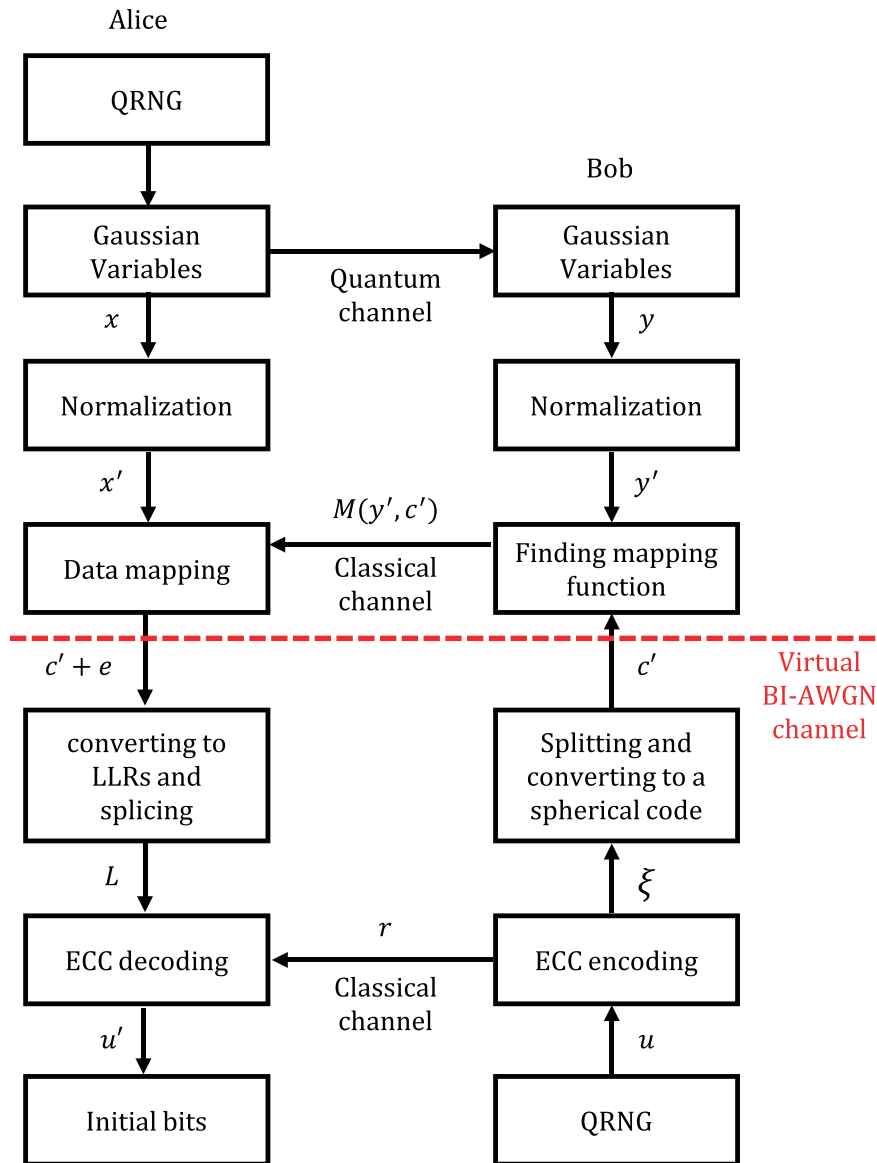 Alice
QRNG
Bob
Gaussian
Variables
Gaussian
Variables
Quantum
channel
x
y
Normalization
Normalization
x′
y′
M(y′, c′)
Data mapping
Classical
channel
Finding mapping
function
c′ + e
c′
Virtual
BI-AWGN
channel
converting to
LLRs and
splicing
Splitting and
converting to a
spherical code
L
ξ
r
ECC decoding
ECC encoding
Classical
channel
u′
u
Initial bits
QRNG